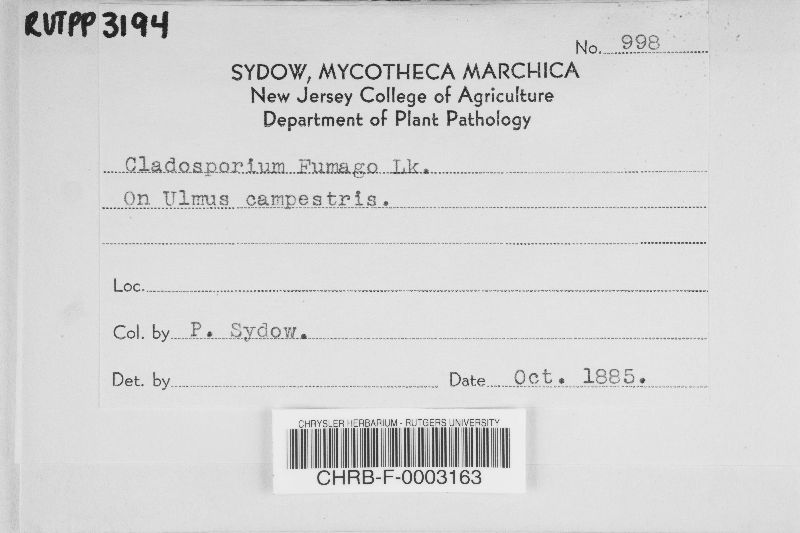 RUTPP 3194
No. 998
SYDOW, MYCOTHECA MARCHICA
New Jersey College of Agriculture
Department of Plant Pathology
Cladosporium Fumago Lk.
On Ulmus campestris.
Loc.
Col. by P. Sydow.
Det. by Date Oct. 1885.
CHRYSLER HERBARIUM - RUTGERS UNIVERSITY
CHRB-F-0003163